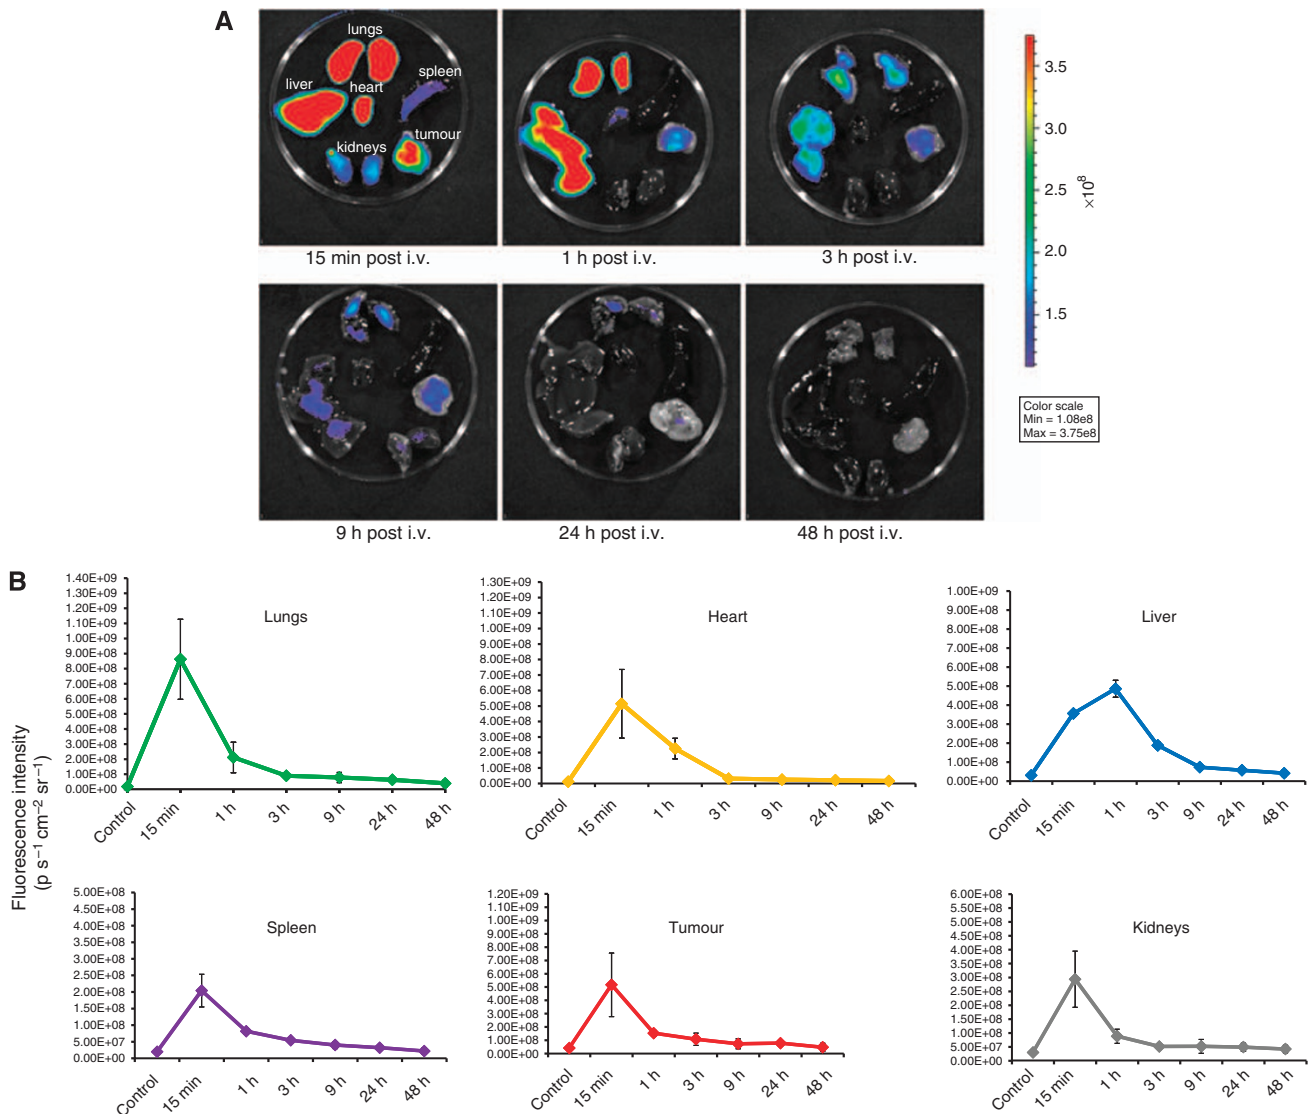 A
lungs
liver
heart
spleen
kidneys
tumour
15 min post i.v.
1 h post i.v.
3 h post i.v.
9 h post i.v.
24 h post i.v.
48 h post i.v.
3.5
3.0
2.5
2.0
1.5
×10⁸
Color scale
Min = 1.08e8
Max = 3.75e8
B
Fluorescence intensity
(p s⁻¹ cm⁻² sr⁻¹)
Lungs
1.40E+09
1.30E+09
1.20E+09
1.10E+09
1.00E+09
9.00E+08
8.00E+08
7.00E+08
6.00E+08
5.00E+08
4.00E+08
3.00E+08
2.00E+08
1.00E+08
0.00E+00
Control 15 min 1 h 3 h 9 h 24 h 48 h
Heart
1.30E+09
1.20E+09
1.10E+09
1.00E+09
9.00E+08
8.00E+08
7.00E+08
6.00E+08
5.00E+08
4.00E+08
3.00E+08
2.00E+08
1.00E+08
0.00E+00
Control 15 min 1 h 3 h 9 h 24 h 48 h
Liver
1.00E+09
9.00E+08
8.00E+08
7.00E+08
6.00E+08
5.00E+08
4.00E+08
3.00E+08
2.00E+08
1.00E+08
0.00E+00
Control 15 min 1 h 3 h 9 h 24 h 48 h
Spleen
5.00E+08
4.50E+08
4.00E+08
3.50E+08
3.00E+08
2.50E+08
2.00E+08
1.50E+08
1.00E+08
5.00E+07
0.00E+00
Control 15 min 1 h 3 h 9 h 24 h 48 h
Tumour
1.20E+09
1.10E+09
1.00E+09
9.00E+08
8.00E+08
7.00E+08
6.00E+08
5.00E+08
4.00E+08
3.00E+08
2.00E+08
1.00E+08
0.00E+00
Control 15 min 1 h 3 h 9 h 24 h 48 h
Kidneys
6.00E+08
5.50E+08
5.00E+08
4.50E+08
4.00E+08
3.50E+08
3.00E+08
2.50E+08
2.00E+08
1.50E+08
1.00E+08
5.00E+07
0.00E+00
Control 15 min 1 h 3 h 9 h 24 h 48 h